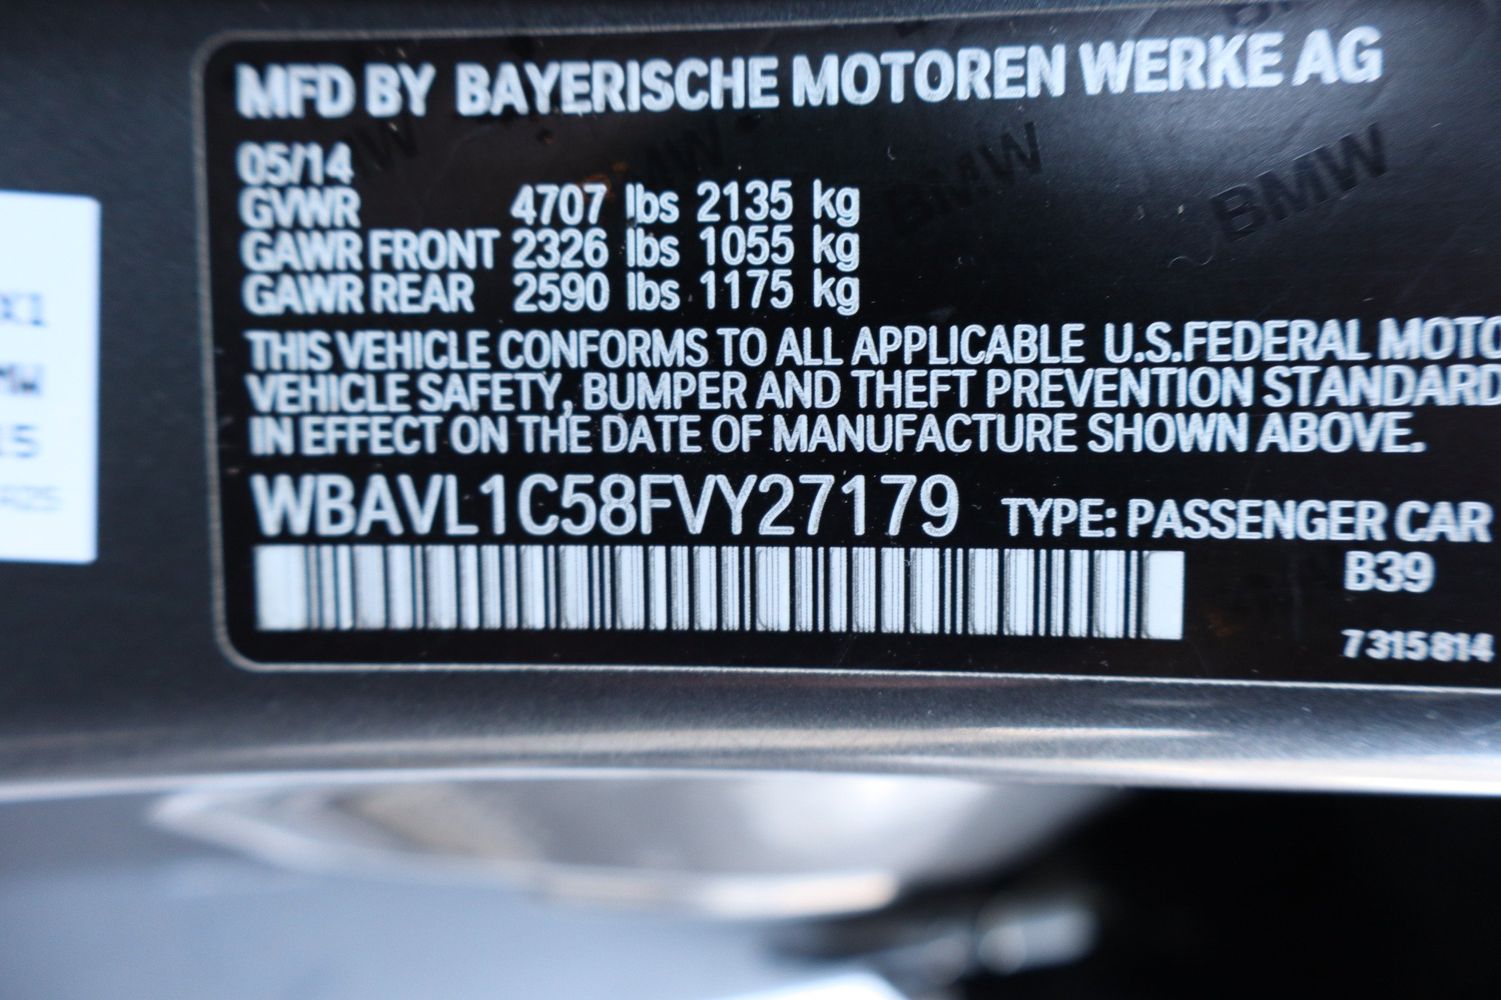 MFD BY BAYERISCHE MOTOREN WERKE AG
05/14
GVWR 4707 lbs 2135 kg
GAWR FRONT 2326 lbs 1055 kg
GAWR REAR 2590 lbs 1175 kg
THIS VEHICLE CONFORMS TO ALL APPLICABLE U.S.FEDERAL MOTO
VEHICLE SAFETY, BUMPER AND THEFT PREVENTION STANDARD
IN EFFECT ON THE DATE OF MANUFACTURE SHOWN ABOVE.
WBAVL1C58FVY27179 TYPE: PASSENGER CAR
B39
7315814
BMW
BMW
BMW
X1